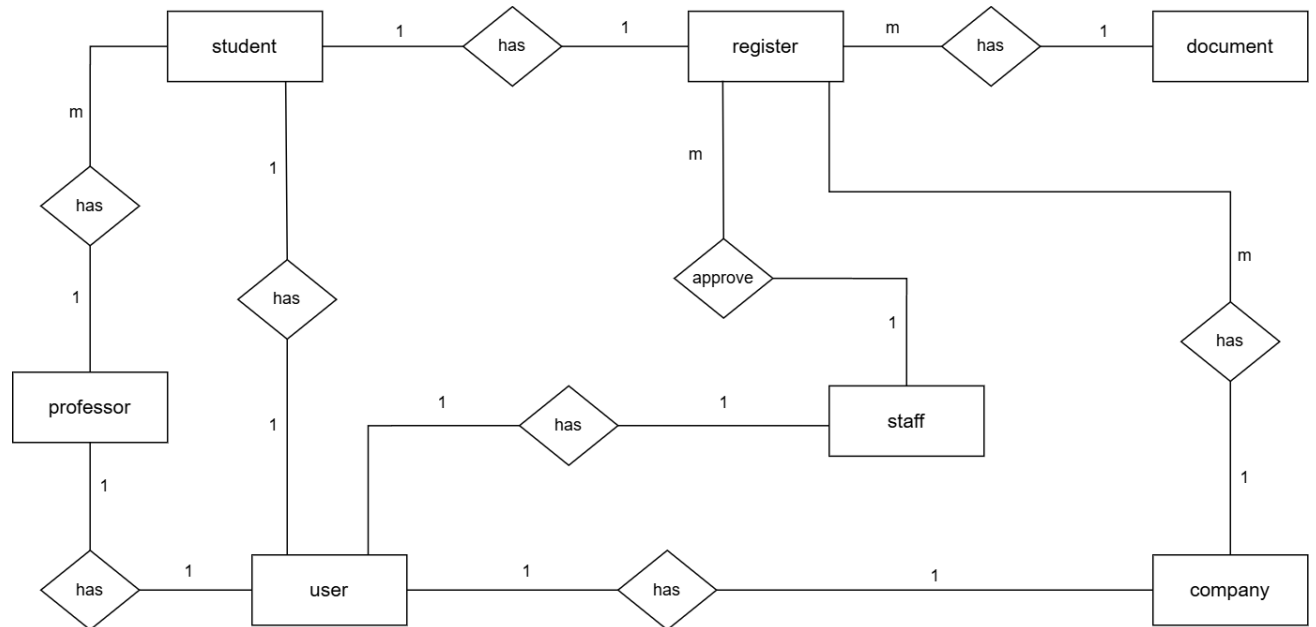 student
1
has
1
register
m
has
1
document
m
1
m
has
1
has
approve
m
has
1
1
1
professor
1
1
has
1
staff
1
1
has
1
user
1
has
1
company